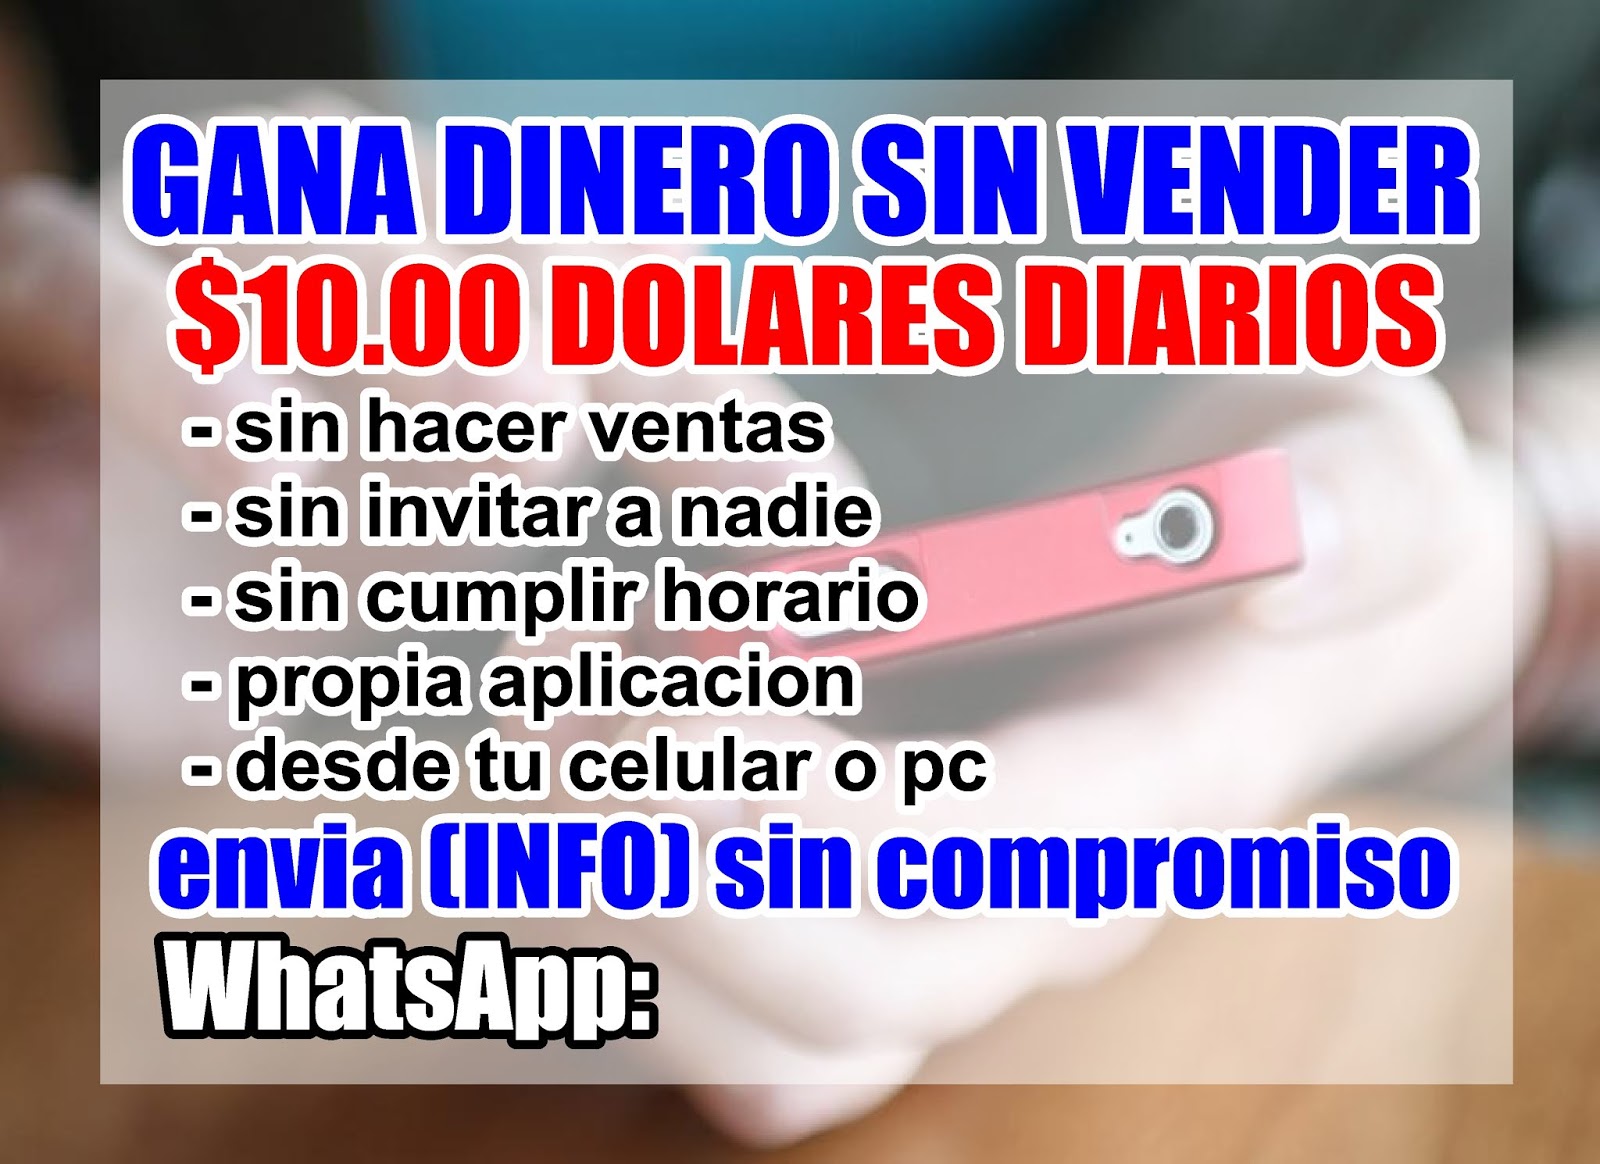 GANA DINERO SIN VENDER
$10.00 DOLARES DIARIOS
- sin hacer ventas
- sin invitar a nadie
- sin cumplir horario
- propia aplicacion
- desde tu celular o pc
envia (INFO) sin compromiso
WhatsApp: